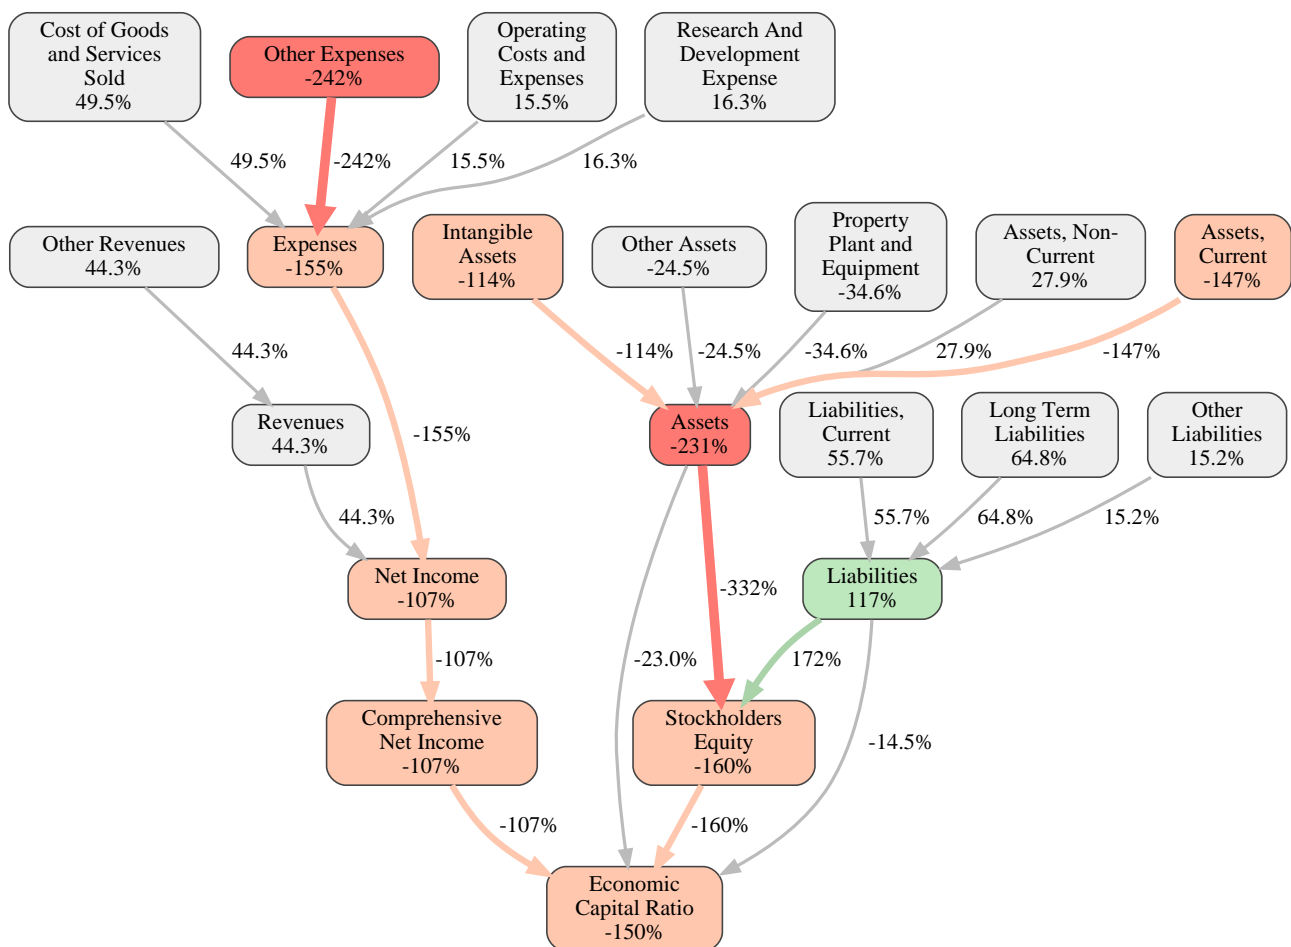 Cost of Goods
and Services
Sold
49.5%
Other Expenses
-242%
Operating
Costs and
Expenses
15.5%
Research And
Development
Expense
16.3%
49.5%
-242%
15.5%
16.3%
Other Revenues
44.3%
Expenses
-155%
Intangible
Assets
-114%
Other Assets
-24.5%
Property
Plant and
Equipment
-34.6%
Assets, Non-
Current
27.9%
Assets,
Current
-147%
44.3%
-114%
-24.5%
-34.6%
27.9%
-147%
Revenues
44.3%
-155%
Assets
-231%
Liabilities,
Current
55.7%
Long Term
Liabilities
64.8%
Other
Liabilities
15.2%
44.3%
55.7%
64.8%
15.2%
Net Income
-107%
-332%
Liabilities
117%
-107%
-23.0%
172%
Comprehensive
Net Income
-107%
Stockholders
Equity
-160%
-14.5%
-107%
-160%
Economic
Capital Ratio
-150%